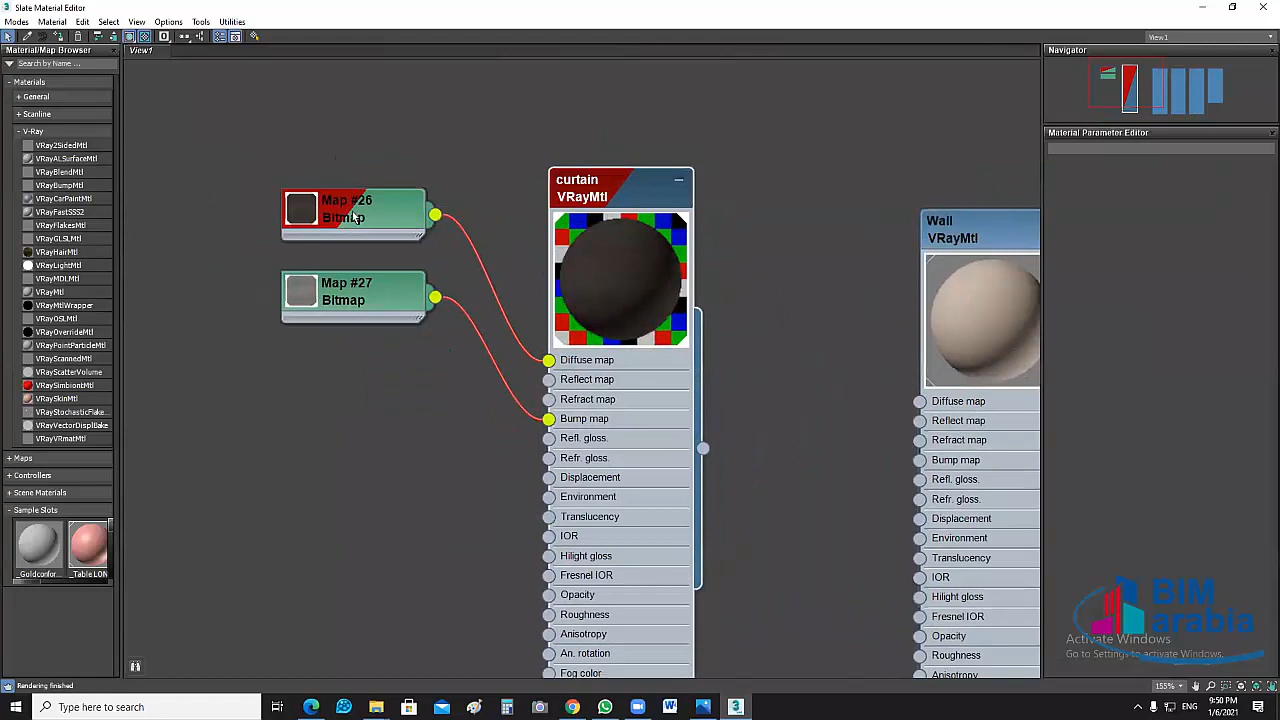 Slate Material Editor
Modes Material Edit Select View Options Tools Utilities
View1
Material/Map Browser
View1
Navigator
Search by Name ...
- Materials
+ General
+ Scanline
- V-Ray
VRay2SidedMtl
VRayALSurfaceMtl
VRayBlendMtl
VRayBumpMtl
VRayCarPaintMtl
VRayFastSSS2
VRayFlakesMtl
VRayGLSLMtl
VRayHairMtl
VRayLightMtl
VRayMDLMtl
VRayMtl
VRayMtlWrapper
VRayOSLMtl
VRayOverrideMtl
VRayPointParticleMtl
VRayScannedMtl
VRayScatterVolume
VRaySimbiontMtl
VRaySkinMtl
VRayStochasticFlake...
VRayVectorDisplBake
VRayVRmatMtl
+ Maps
+ Controllers
+ Scene Materials
- Sample Slots
_Goldconfor...
_Table LON
Rendering finished
Map #26
Bitmap
Map #27
Bitmap
curtain
VRayMtl
Diffuse map
Reflect map
Refract map
Bump map
Refl. gloss.
Refr. gloss.
Displacement
Environment
Translucency
IOR
Hilight gloss
Fresnel IOR
Opacity
Roughness
Anisotropy
An. rotation
Fog color
Wall
VRayMtl
Diffuse map
Reflect map
Refract map
Bump map
Refl. gloss.
Refr. gloss.
Displacement
Environment
Translucency
IOR
Hilight gloss
Fresnel IOR
Opacity
Roughness
Anisotropy
Material Parameter Editor
BIM
arabia
Activate Windows
Go to Settings to activate Windows.
155%
Type here to search
9:50 PM
1/6/2021